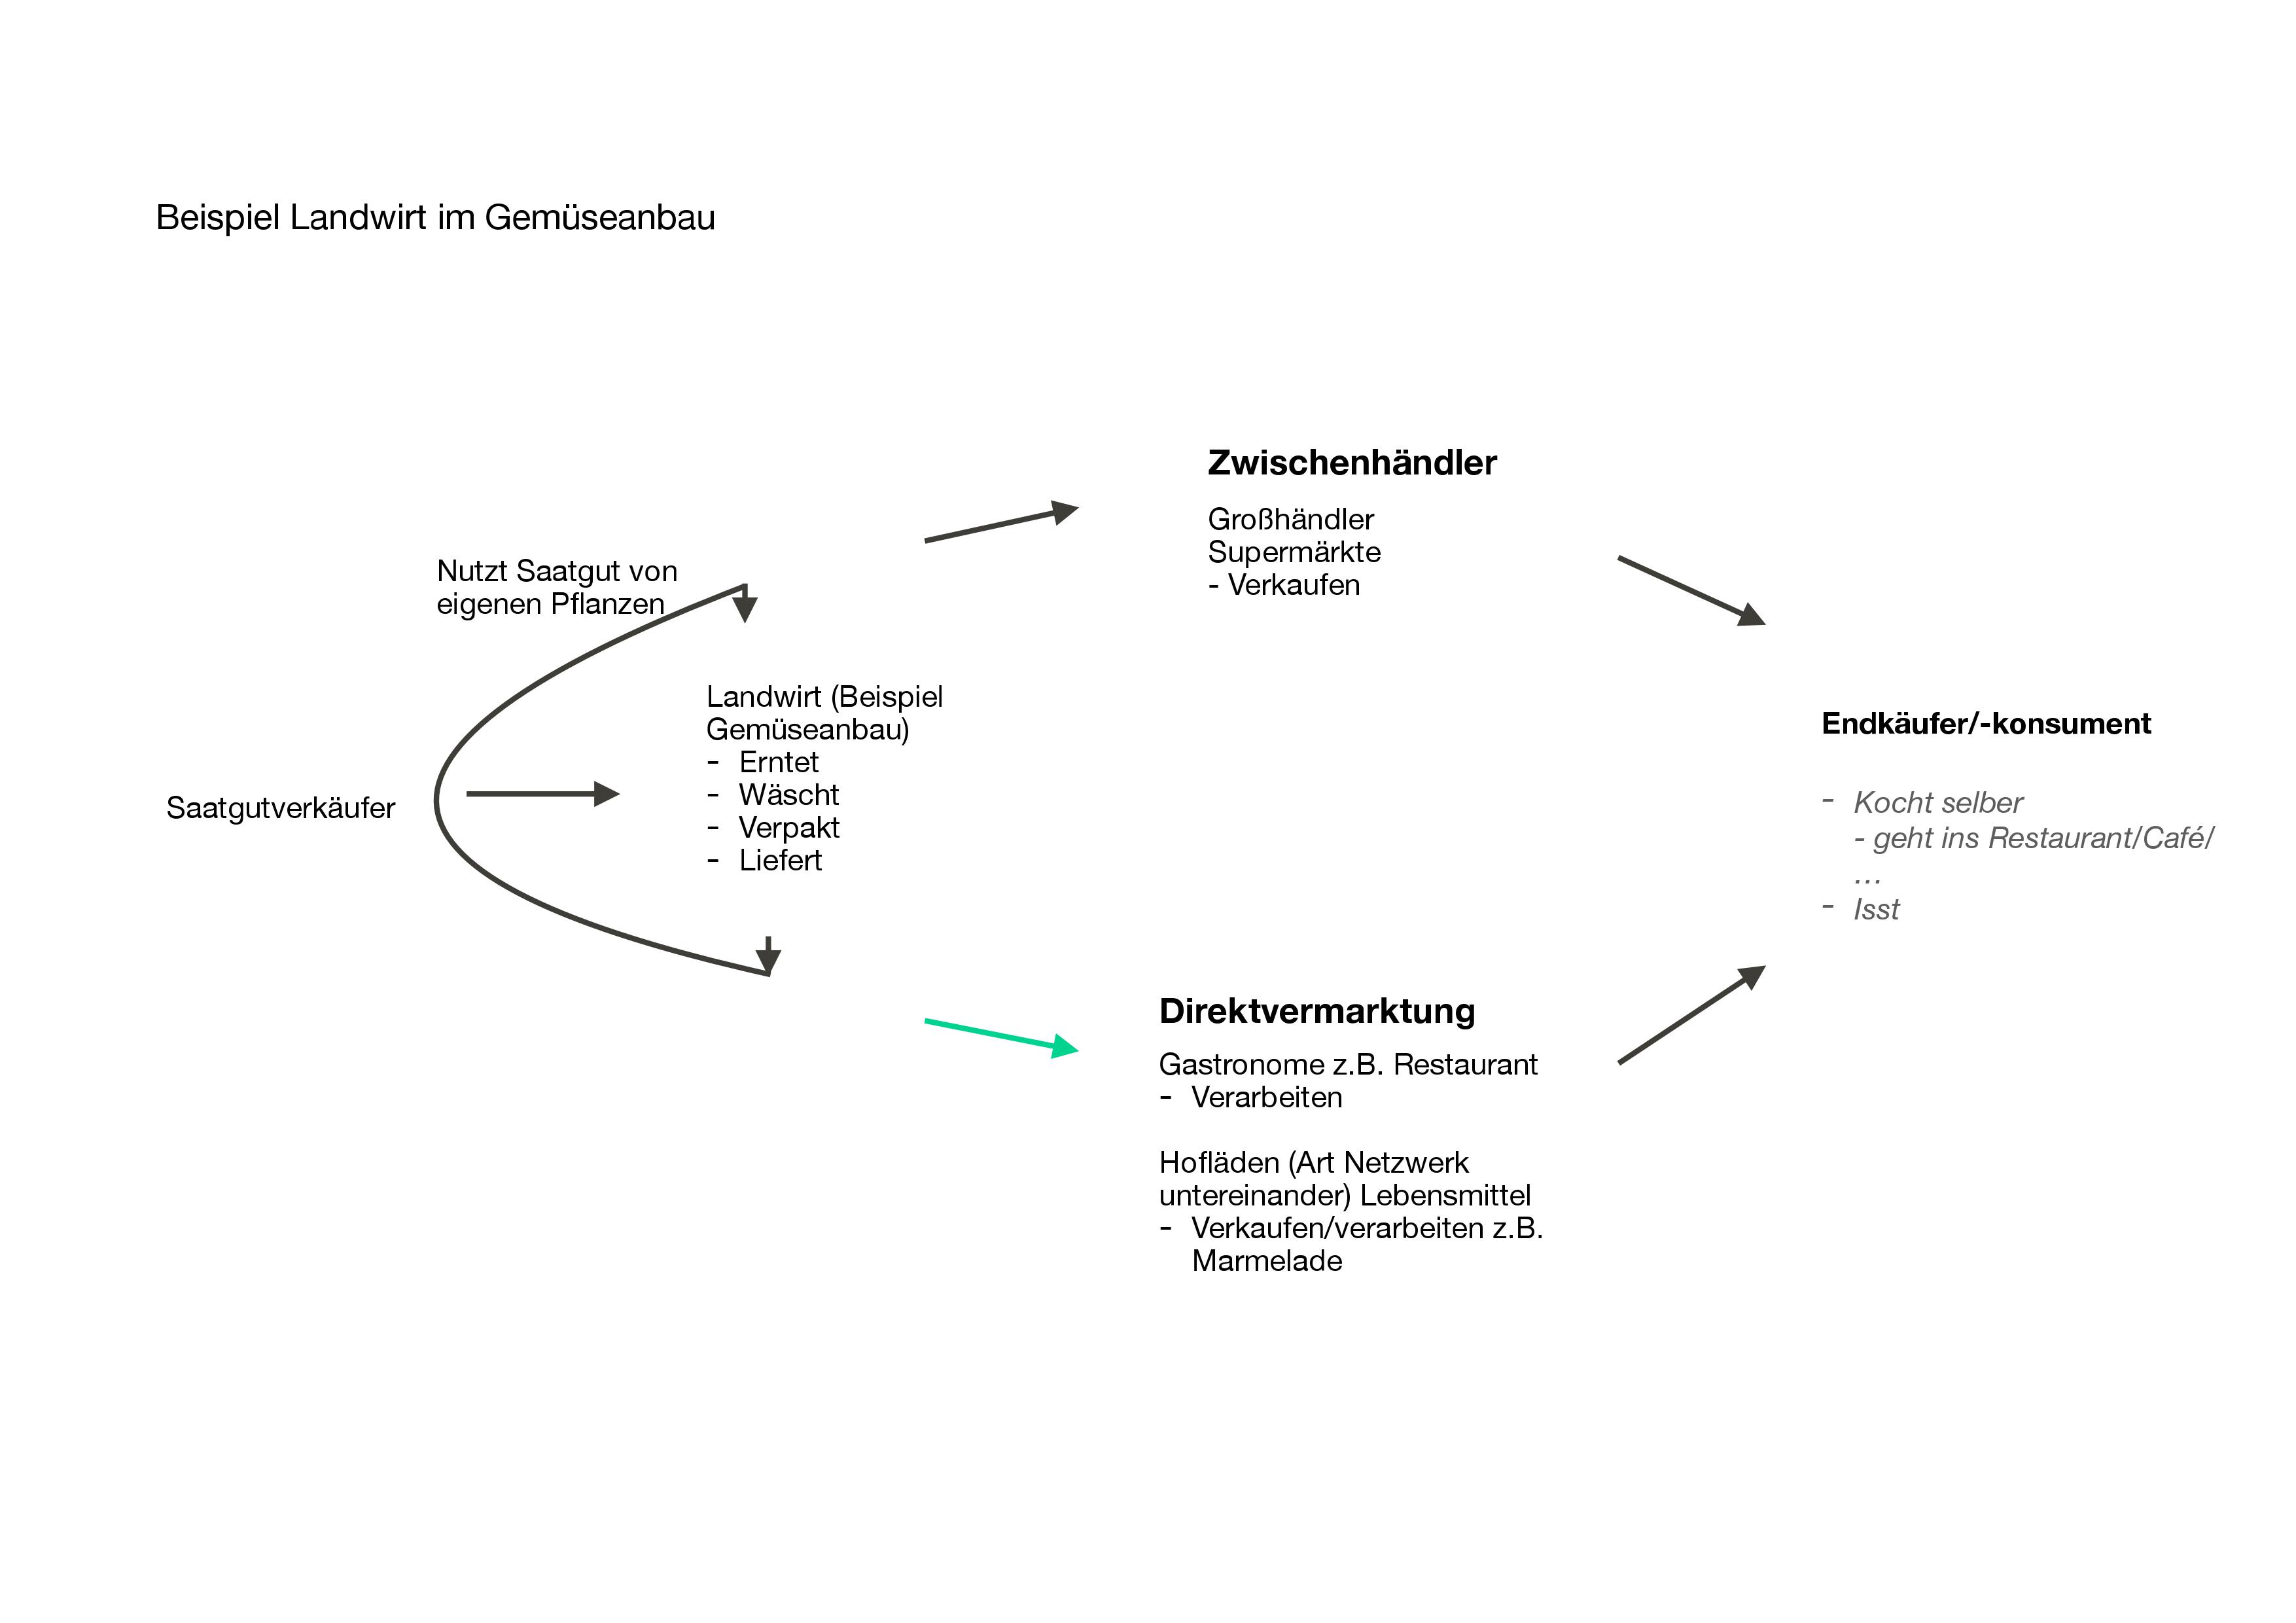 Beispiel Landwirt im Gemüseanbau
Zwischenhändler
Großhändler
Supermärkte
- Verkaufen
Nutzt Saatgut von
eigenen Pflanzen
Landwirt (Beispiel
Gemüseanbau)
- Erntet
- Wäscht
- Verpakt
- Liefert
Saatgutverkäufer
Endkäufer/-konsument
- Kocht selber
- geht ins Restaurant/Café/
…
- Isst
Direktvermarktung
Gastronome z.B. Restaurant
- Verarbeiten
Hofläden (Art Netzwerk
untereinander) Lebensmittel
- Verkaufen/verarbeiten z.B.
Marmelade